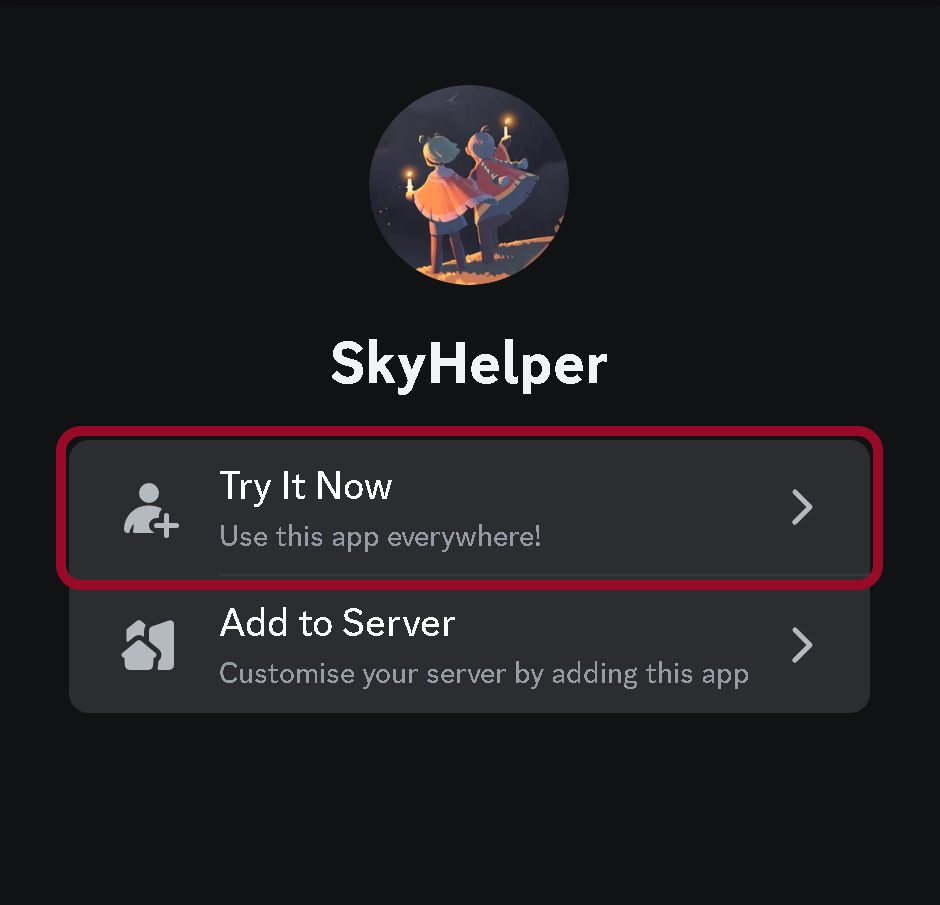 SkyHelper
Try It Now
Use this app everywhere!
Add to Server
Customise your server by adding this app